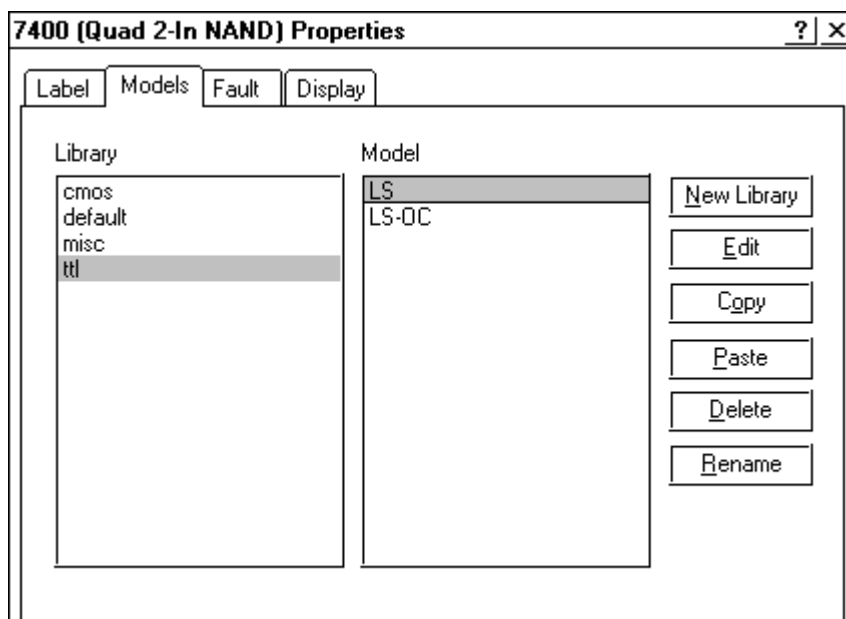 7400 (Quad 2-In NAND) Properties ? ×
Label Models Fault Display
Library
cmos
default
misc
ttl
Model
LS
LS-OC
New Library
Edit
Copy
Paste
Delete
Rename